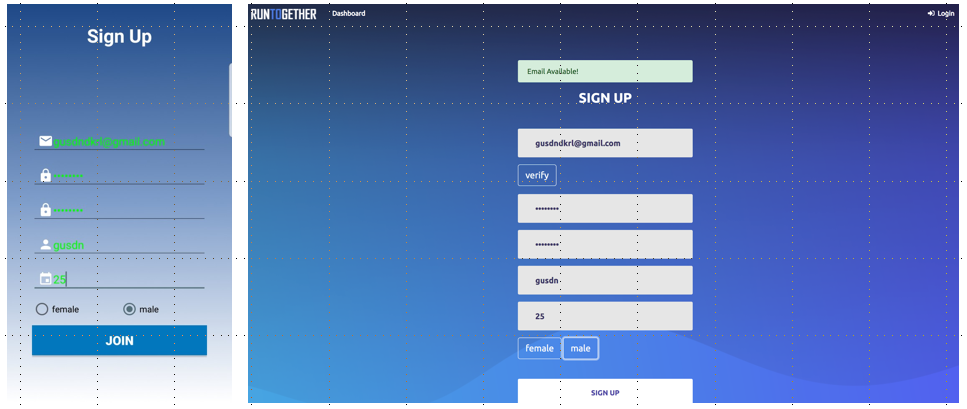 Sign Up
gusdndkrl@gmail.com
••••••••
••••••••
gusdn
25
female male
JOIN
RUNTOGETHER Dashboard Login
Email Available!
SIGN UP
gusdndkrl@gmail.com
verify
••••••••
••••••••
gusdn
25
female male
SIGN UP